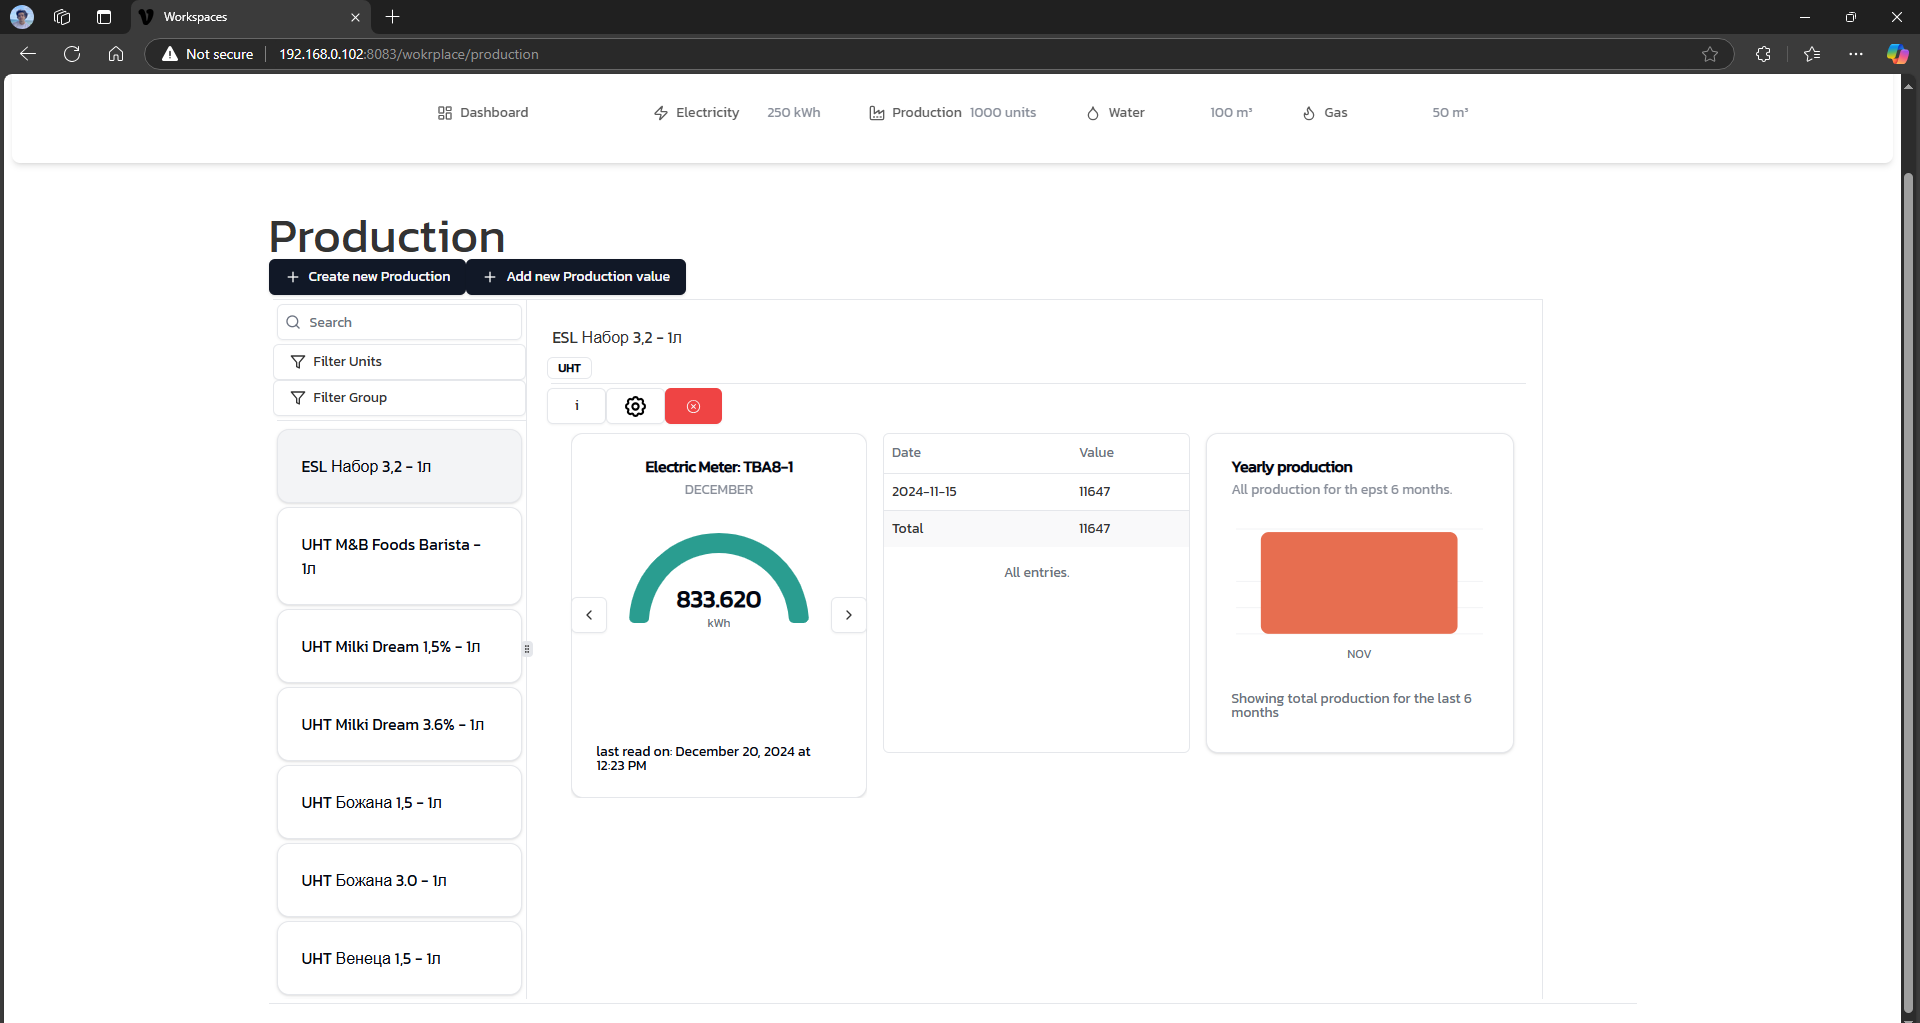 Workspaces
Not secure 192.168.0.102:8083/wokrplace/production
Dashboard Electricity 250 kWh Production 1000 units Water 100 m³ Gas 50 m³
Production
Create new Production Add new Production value
Search
Filter Units
Filter Group
ESL Набор 3,2 - 1л
UHT M&B Foods Barista -
1л
UHT Milki Dream 1,5% - 1л
UHT Milki Dream 3.6% - 1л
UHT Божана 1,5 - 1л
UHT Божана 3.0 - 1л
UHT Венеца 1,5 - 1л
ESL Набор 3,2 - 1л
UHT
i
Electric Meter: TBA8-1
DECEMBER
833.620
kWh
last read on: December 20, 2024 at
12:23 PM
Date Value
2024-11-15 11647
Total 11647
All entries.
Yearly production
All production for th epst 6 months.
NOV
Showing total production for the last 6
months